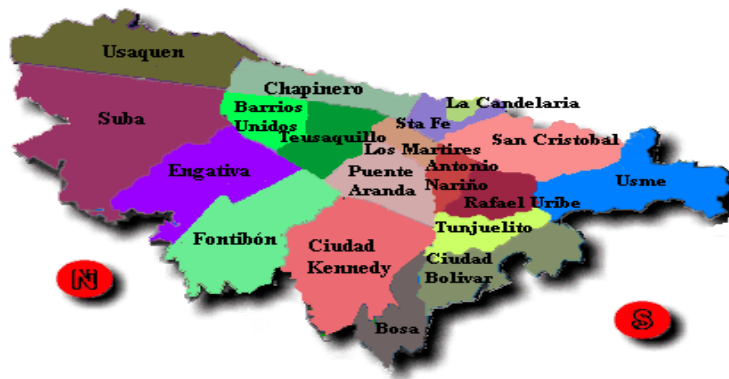 Usaquen
Chapinero
La Candelaria
Barrios
Unidos
Suba
Sta Fe
Teusaquillo
San Cristobal
Los Martires
Engativa
Puente
Aranda
Antonio
Nariño
Usme
Rafael Uribe
Fontibón
Tunjuelito
Ciudad
Kennedy
Ciudad
Bolivar
N
S
Bosa